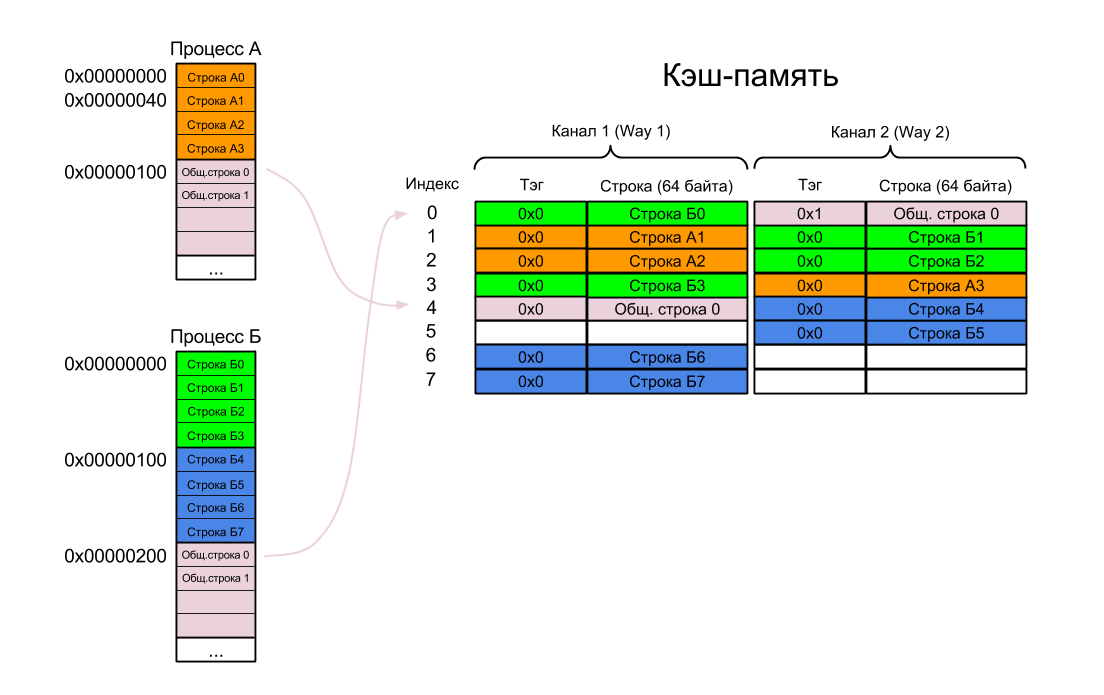 Процесс А
0x00000000
Строка А0
0x00000040
Строка А1
Строка А2
Строка А3
0x00000100
Общ.строка 0
Общ.строка 1
...
Процесс Б
0x00000000
Строка Б0
Строка Б1
Строка Б2
Строка Б3
0x00000100
Строка Б4
Строка Б5
Строка Б6
Строка Б7
0x00000200
Общ.строка 0
Общ.строка 1
...
Кэш-память
Канал 1 (Way 1) Канал 2 (Way 2)
Индекс Тэг Строка (64 байта) Тэг Строка (64 байта)
0 0x0 Строка Б0 0x1 Общ. строка 0
1 0x0 Строка А1 0x0 Строка Б1
2 0x0 Строка А2 0x0 Строка Б2
3 0x0 Строка Б3 0x0 Строка А3
4 0x0 Общ. строка 0 0x0 Строка Б4
5 0x0 Строка Б5
6 0x0 Строка Б6
7 0x0 Строка Б7